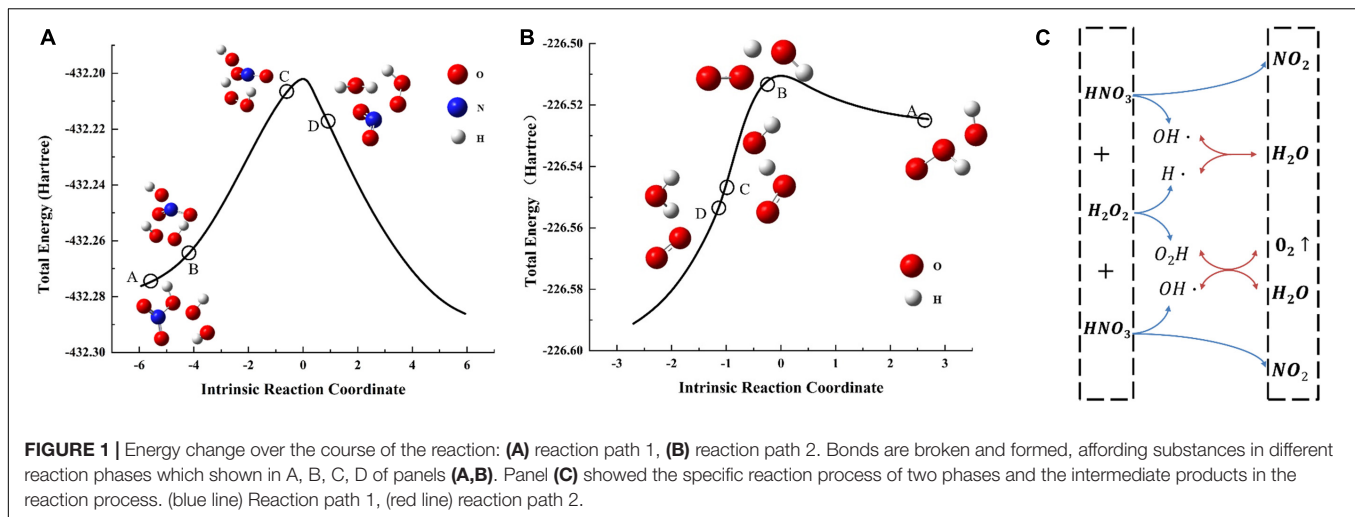 A
-432.20
-432.22
-432.24
-432.26
-432.28
-432.30
Total Energy (Hartree)
-6 -4 -2 0 2 4 6
Intrinsic Reaction Coordinate
A
B
C
D
O
N
H
B
-226.50
-226.52
-226.54
-226.56
-226.58
-226.60
Total Energy (Hartree)
-3 -2 -1 0 1 2 3
Intrinsic Reaction Coordinate
B
A
C
D
O
H
C
NO₂
HNO₃
OH ·
+
H₂O
H ·
H₂O₂
O₂H
O₂ ↑
+
OH ·
H₂O
HNO₃
NO₂
FIGURE 1 | Energy change over the course of the reaction: (A) reaction path 1, (B) reaction path 2. Bonds are broken and formed, affording substances in different
reaction phases which shown in A, B, C, D of panels (A,B). Panel (C) showed the specific reaction process of two phases and the intermediate products in the
reaction process. (blue line) Reaction path 1, (red line) reaction path 2.